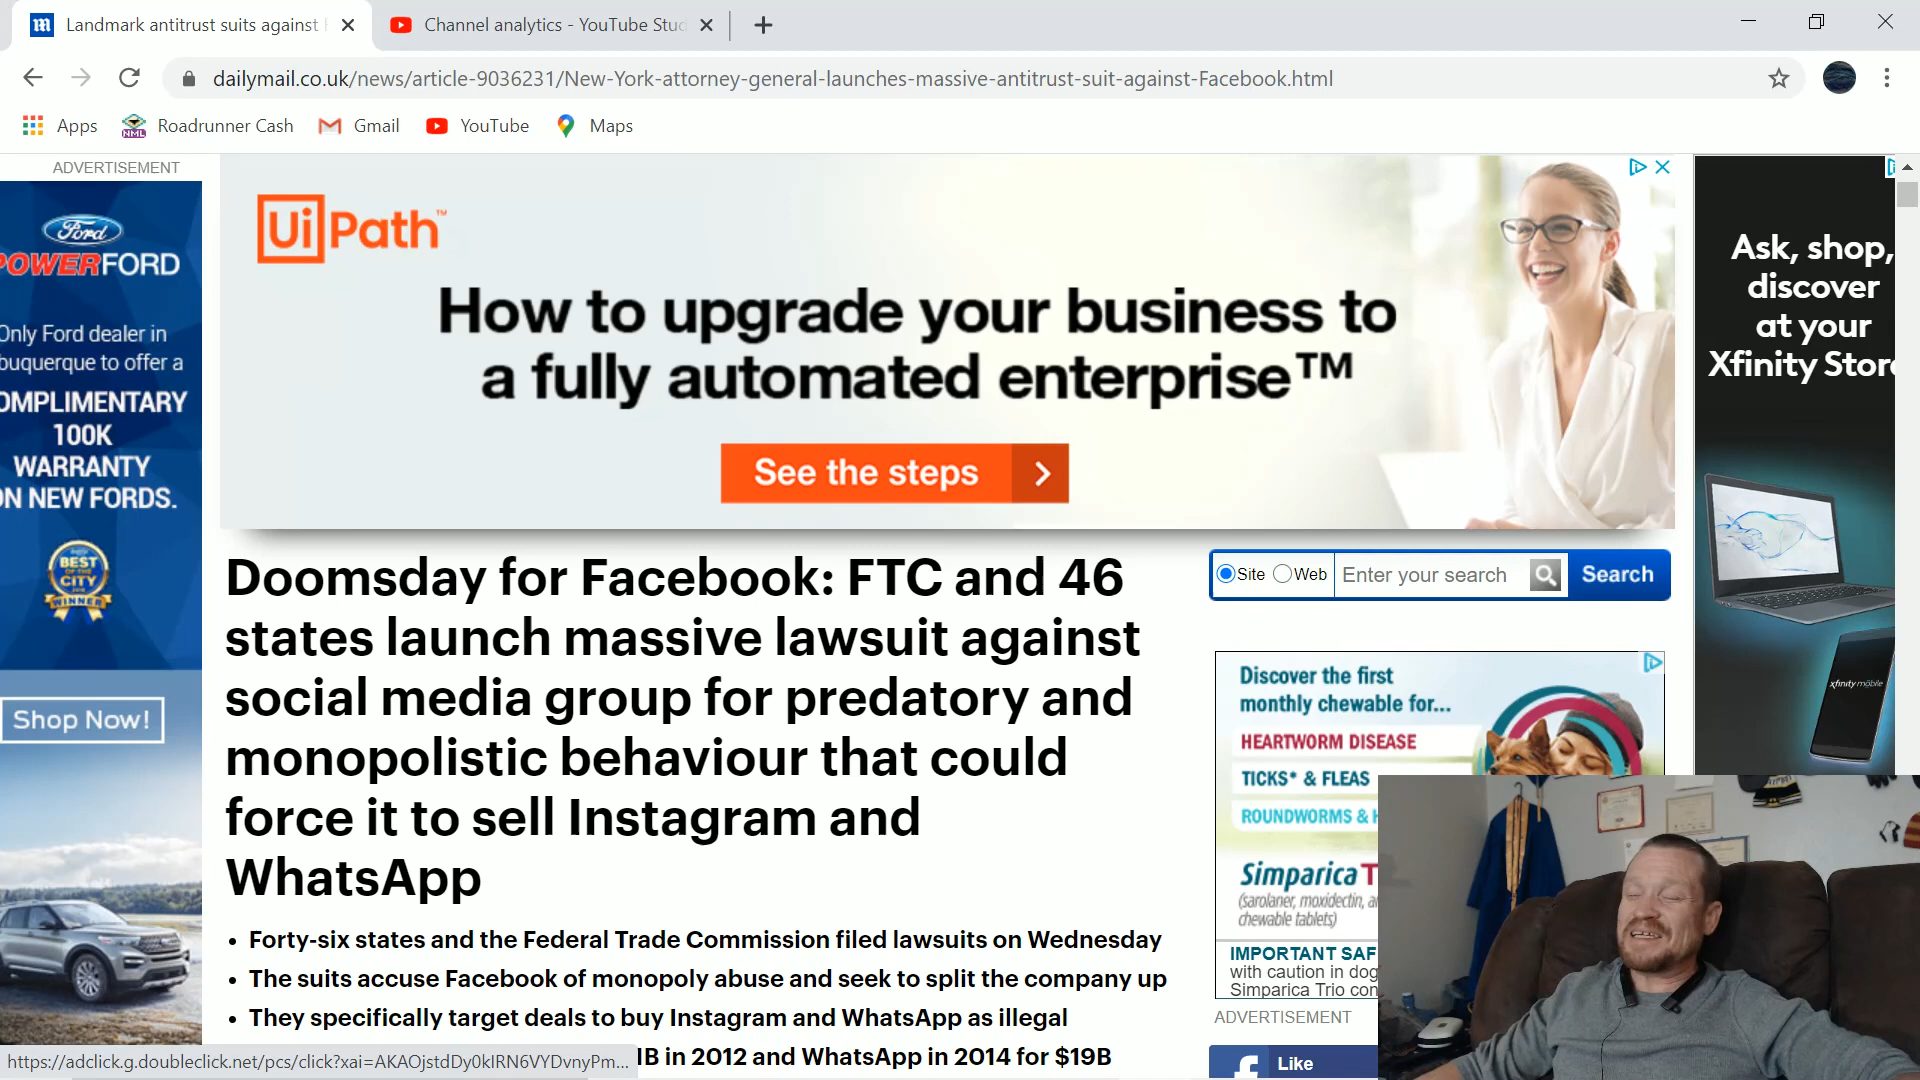 Landmark antitrust suits against
Channel analytics - YouTube Stud
dailymail.co.uk/news/article-9036231/New-York-attorney-general-launches-massive-antitrust-suit-against-Facebook.html
Apps
Roadrunner Cash
Gmail
YouTube
Maps
ADVERTISEMENT
Ford
POWERFORD
Only Ford dealer in
buquerque to offer a
OMPLIMENTARY
100K
WARRANTY
ON NEW FORDS.
BEST
OF THE
CITY
WINNER
Shop Now!
UiPath™
How to upgrade your business to
a fully automated enterprise™
See the steps
Ask, shop,
discover
at your
Xfinity Store
xfinity mobile
Doomsday for Facebook: FTC and 46
states launch massive lawsuit against
social media group for predatory and
monopolistic behaviour that could
force it to sell Instagram and
WhatsApp
• Forty-six states and the Federal Trade Commission filed lawsuits on Wednesday
• The suits accuse Facebook of monopoly abuse and seek to split the company up
• They specifically target deals to buy Instagram and WhatsApp as illegal
1B in 2012 and WhatsApp in 2014 for $19B
https://adclick.g.doubleclick.net/pcs/click?xai=AKAOjstdDy0kIRN6VYDvnyPm...
Site
Web
Enter your search
Search
Discover the first
monthly chewable for...
HEARTWORM DISEASE
TICKS* & FLEAS
ROUNDWORMS & H
Simparica T
(sarolaner, moxidectin, a
chewable tablets)
IMPORTANT SAF
with caution in dog
Simparica Trio con
ADVERTISEMENT
Like